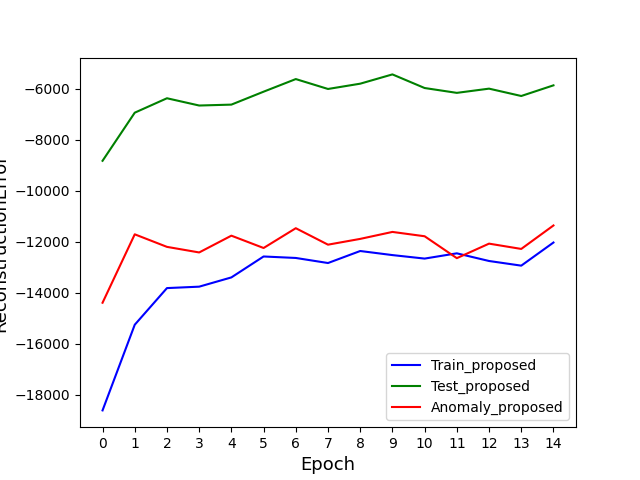 ReconstructionError
−6000
−8000
−10000
−12000
−14000
−16000
−18000
0 1 2 3 4 5 6 7 8 9 10 11 12 13 14
Epoch
Train_proposed
Test_proposed
Anomaly_proposed